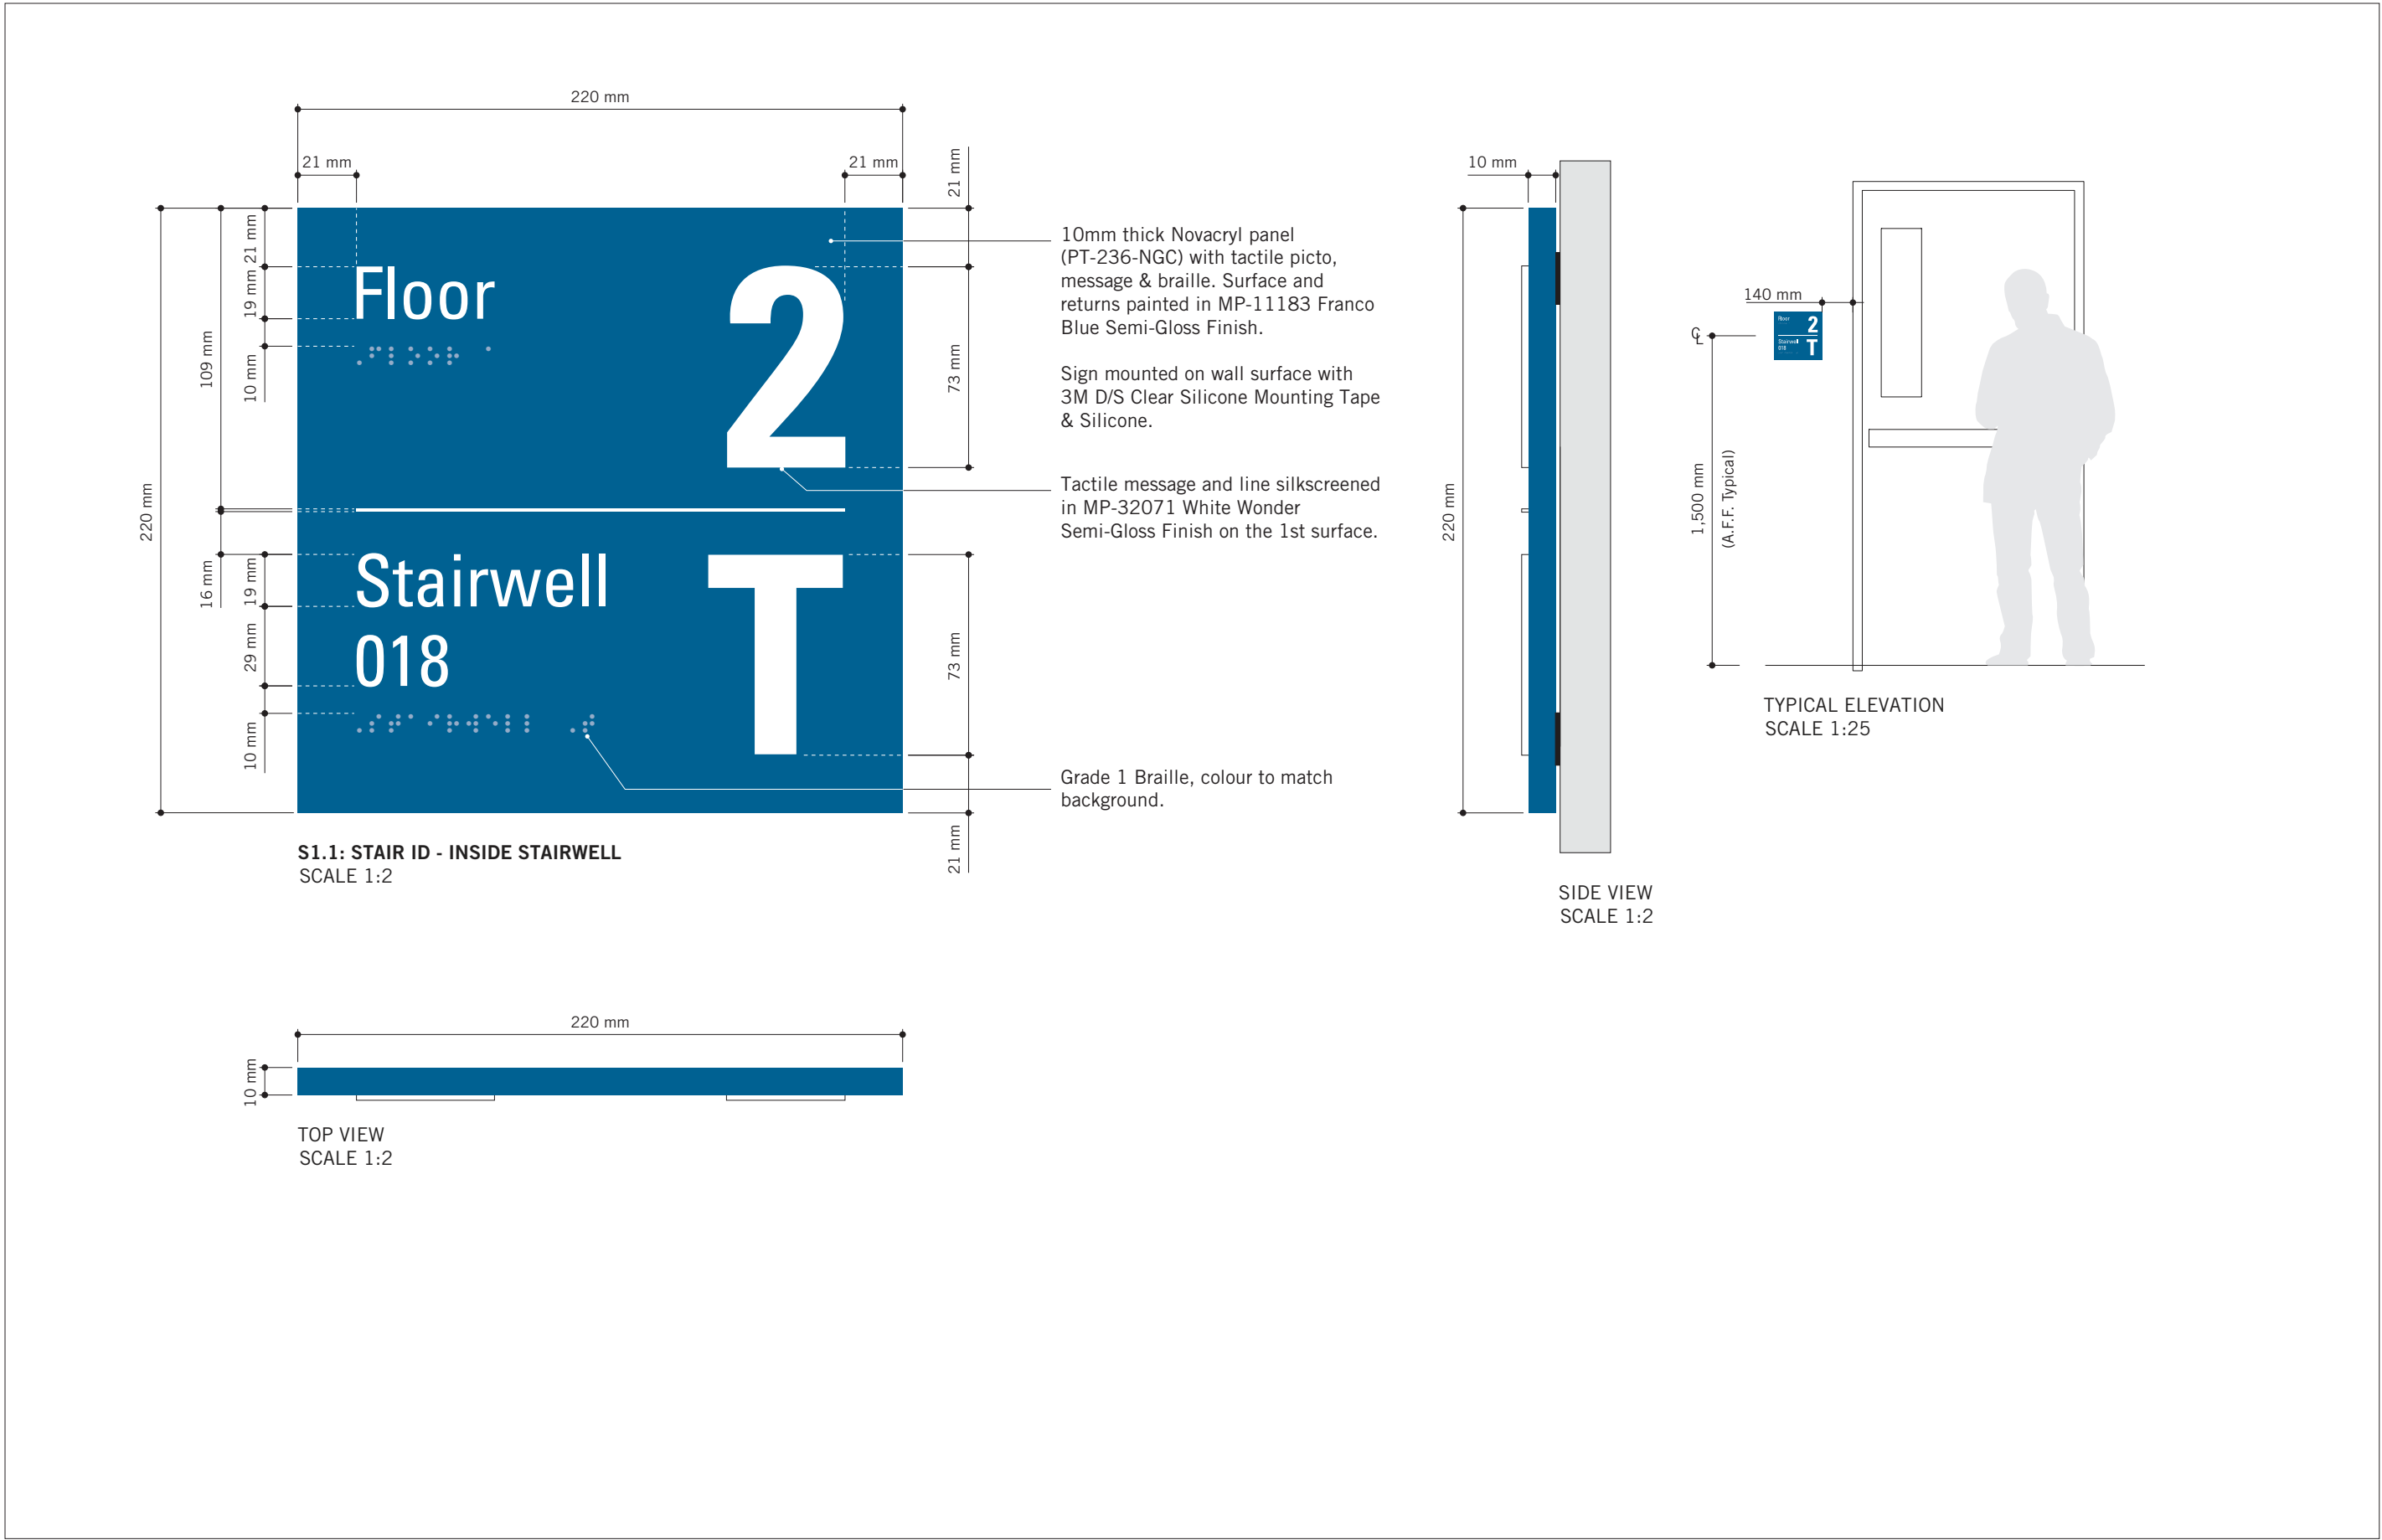 220 mm
21 mm
21 mm
21 mm
10 mm
220 mm
109 mm
21 mm
19 mm
10 mm
Floor
2
73 mm
10mm thick Novacryl panel
(PT-236-NGC) with tactile picto,
message & braille. Surface and
returns painted in MP-11183 Franco
Blue Semi-Gloss Finish.
Sign mounted on wall surface with
3M D/S Clear Silicone Mounting Tape
& Silicone.
Tactile message and line silkscreened
in MP-32071 White Wonder
Semi-Gloss Finish on the 1st surface.
16 mm
19 mm
29 mm
10 mm
Stairwell
018
T
73 mm
21 mm
Grade 1 Braille, colour to match
background.
S1.1: STAIR ID - INSIDE STAIRWELL
SCALE 1:2
220 mm
SIDE VIEW
SCALE 1:2
140 mm
CL
Floor
2
Stairwell
018
T
1,500 mm
(A.F.F. Typical)
TYPICAL ELEVATION
SCALE 1:25
220 mm
10 mm
TOP VIEW
SCALE 1:2